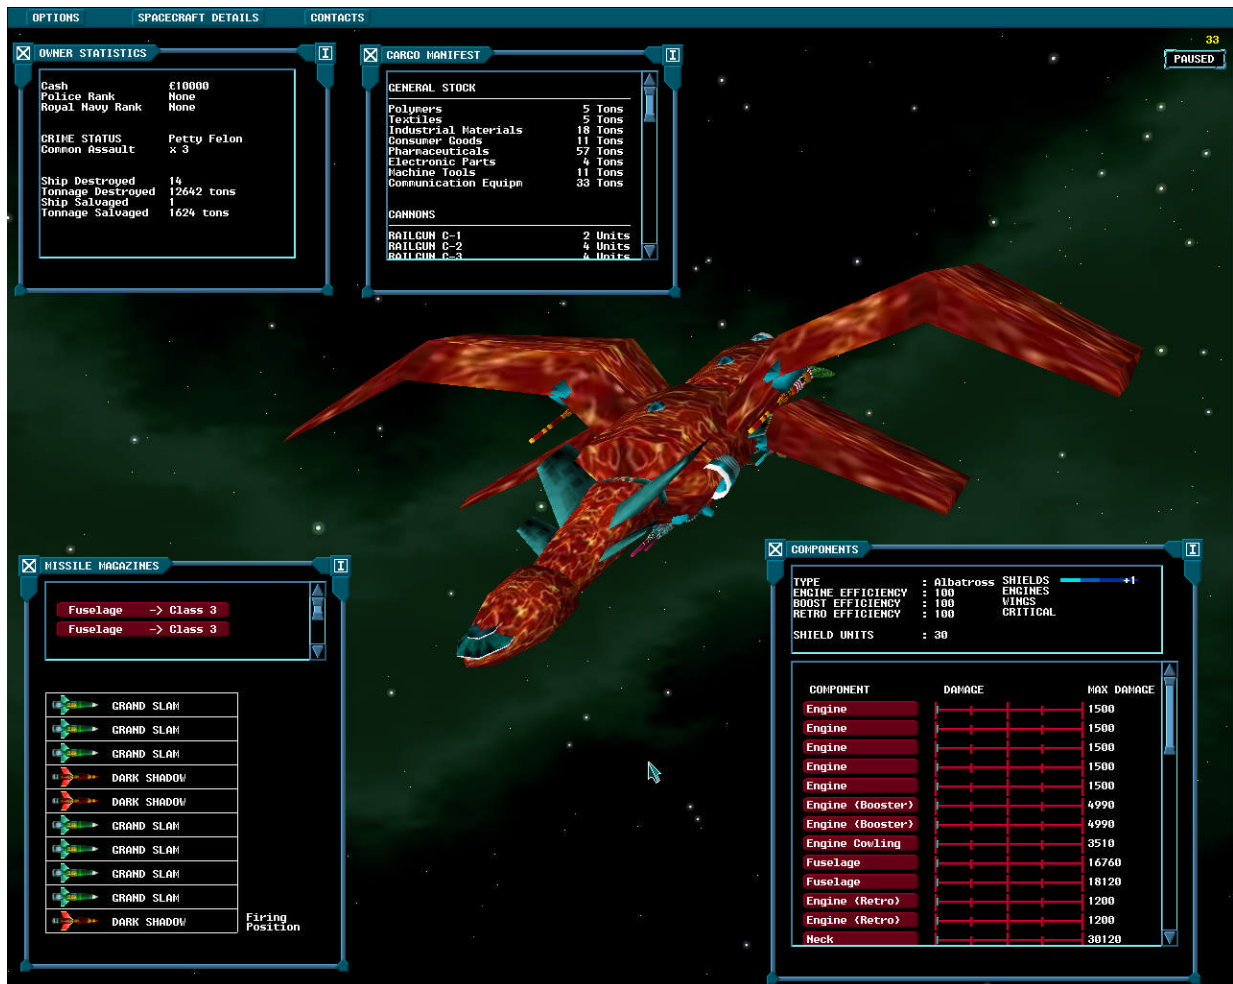 OPTIONS SPACECRAFT DETAILS CONTACTS
33
PAUSED
OWNER STATISTICS
Cash £10000
Police Rank None
Royal Navy Rank None
CRIME STATUS Petty Felon
Common Assault x 3
Ship Destroyed 14
Tonnage Destroyed 12642 tons
Ship Salvaged 1
Tonnage Salvaged 1624 tons
CARGO MANIFEST
GENERAL STOCK
Polymers 5 Tons
Textiles 5 Tons
Industrial Materials 18 Tons
Consumer Goods 11 Tons
Pharmaceuticals 57 Tons
Electronic Parts 4 Tons
Machine Tools 11 Tons
Communication Equipm 33 Tons
CANNONS
RAILGUN C-1 2 Units
RAILGUN C-2 4 Units
RAILGUN C-3 4 Units
MISSILE MAGAZINES
Fuselage -> Class 3
Fuselage -> Class 3
GRAND SLAM
GRAND SLAM
GRAND SLAM
DARK SHADOW
DARK SHADOW
GRAND SLAM
GRAND SLAM
GRAND SLAM
GRAND SLAM
DARK SHADOW
Firing
Position
COMPONENTS
TYPE : Albatross SHIELDS +1
ENGINE EFFICIENCY : 100 ENGINES
BOOST EFFICIENCY : 100 WINGS
RETRO EFFICIENCY : 100 CRITICAL
SHIELD UNITS : 30
COMPONENT DAMAGE MAX DAMAGE
Engine 1500
Engine 1500
Engine 1500
Engine 1500
Engine 1500
Engine (Booster) 4990
Engine (Booster) 4990
Engine Cowling 3510
Fuselage 16760
Fuselage 18120
Engine (Retro) 1200
Engine (Retro) 1200
Neck 30120